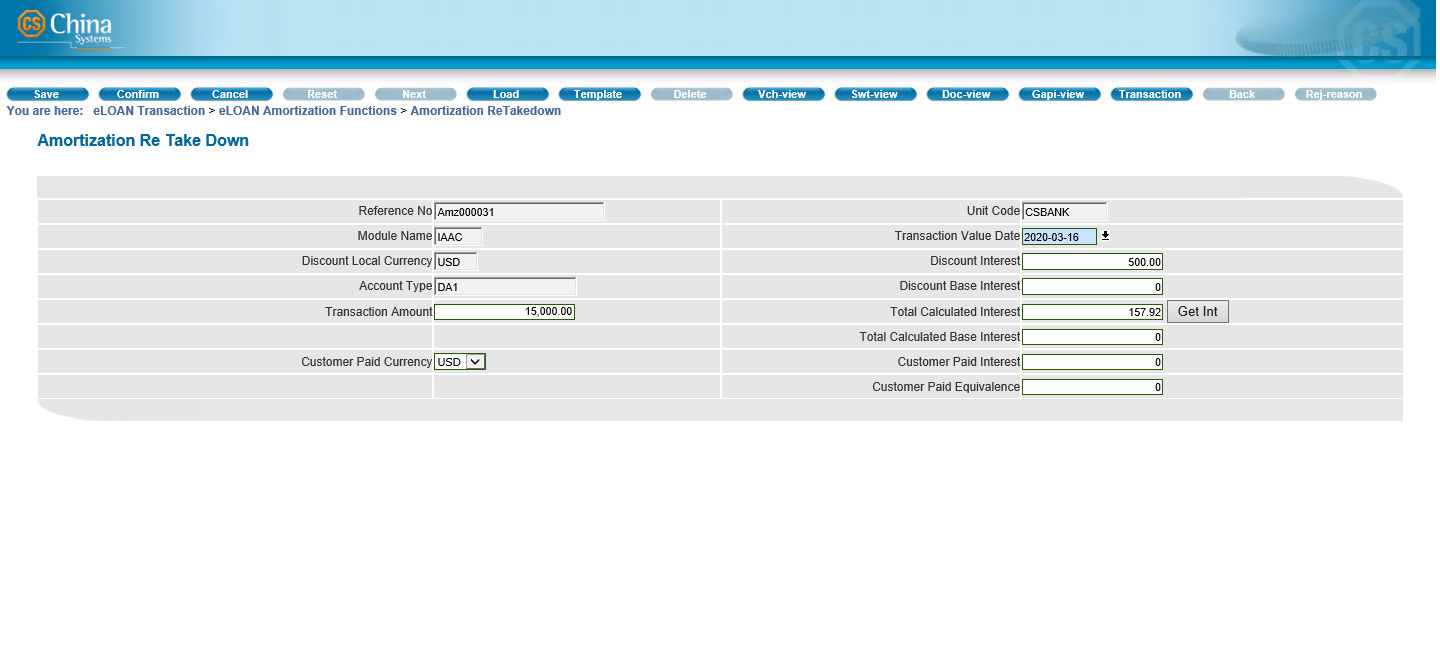 CS China Systems
Save Confirm Cancel Reset Next Load Template Delete Vch-view Swt-view Doc-view Gapi-view Transaction Back Rej-reason
You are here: eLOAN Transaction > eLOAN Amortization Functions > Amortization ReTakedown
Amortization Re Take Down
Reference No Amz000031 Unit Code CSBANK
Module Name IAAC Transaction Value Date 2020-03-16
Discount Local Currency USD Discount Interest 500.00
Account Type DA1 Discount Base Interest 0
Transaction Amount 15,000.00 Total Calculated Interest 157.92 Get Int
Total Calculated Base Interest 0
Customer Paid Currency USD Customer Paid Interest 0
Customer Paid Equivalence 0